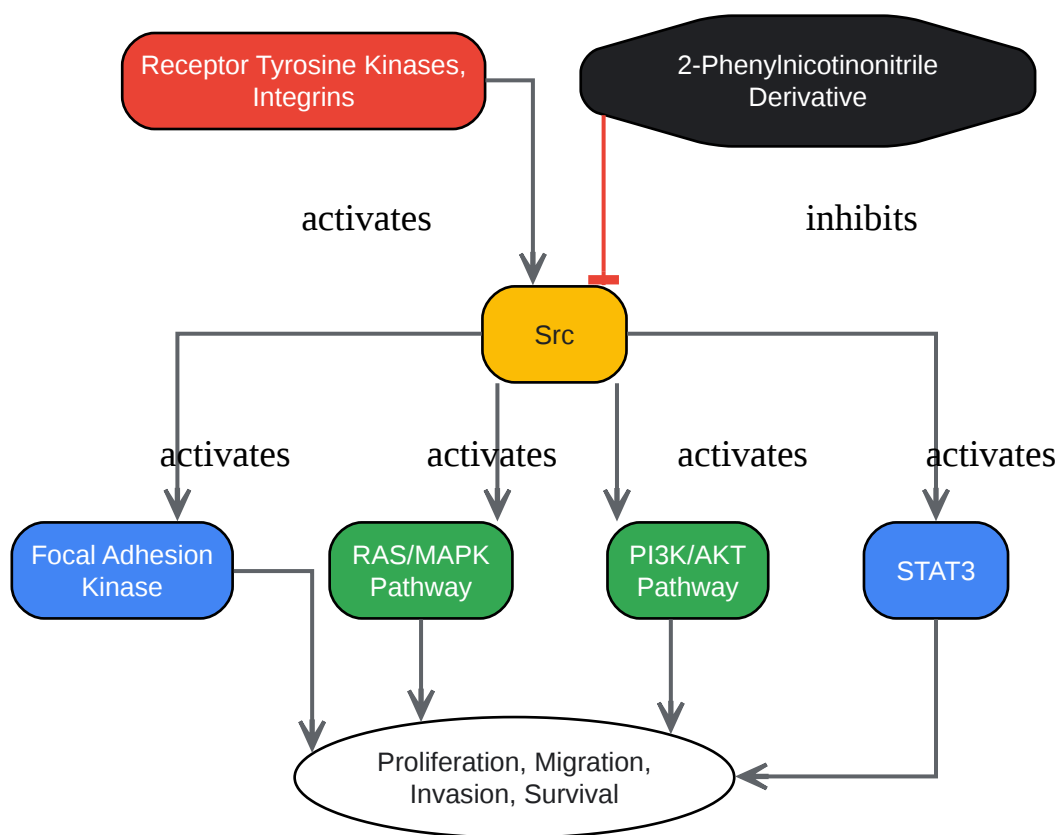 Receptor Tyrosine Kinases,
Integrins
2-Phenylnicotinonitrile
Derivative
activates
inhibits
Src
activates
activates
activates
activates
Focal Adhesion
Kinase
RAS/MAPK
Pathway
PI3K/AKT
Pathway
STAT3
Proliferation, Migration,
Invasion, Survival